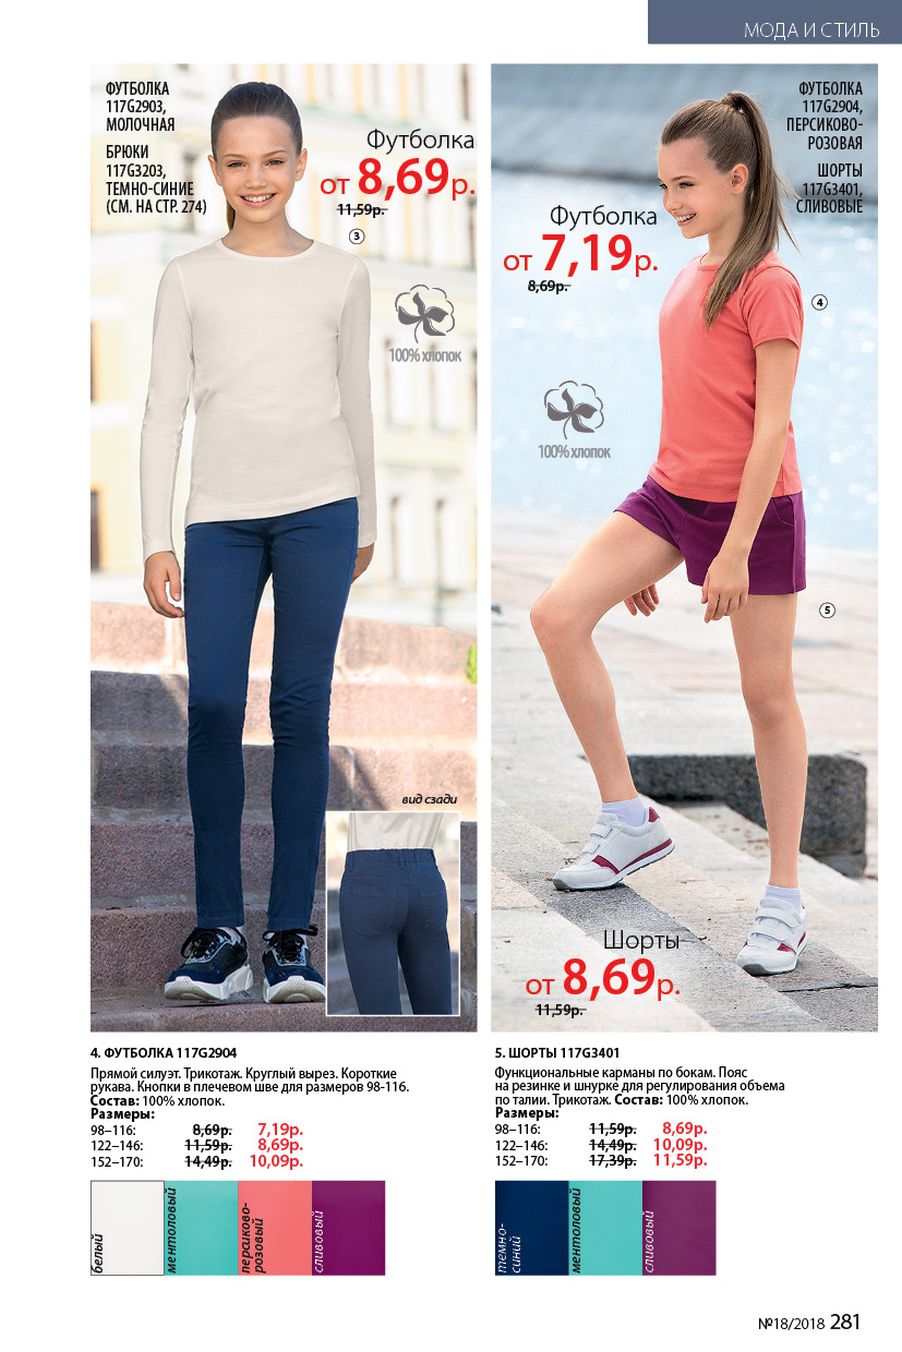 МОДА И СТИЛЬ
ФУТБОЛКА
117G2903,
МОЛОЧНАЯ
БРЮКИ
117G3203,
ТЕМНО-СИНИЕ
(СМ. НА СТР. 274)
Футболка
от 8,69р.
11,59р.
3
100% хлопок
вид сзади
ФУТБОЛКА
117G2904,
ПЕРСИКОВО-
РОЗОВАЯ
ШОРТЫ
117G3401,
СЛИВОВЫЕ
Футболка
от 7,19р.
8,69р.
4
100% хлопок
5
Шорты
от 8,69р.
11,59р.
4. ФУТБОЛКА 117G2904
Прямой силуэт. Трикотаж. Круглый вырез. Короткие
рукава. Кнопки в плечевом шве для размеров 98-116.
Состав: 100% хлопок.
Размеры:
98–116: 8,69р. 7,19р.
122–146: 11,59р. 8,69р.
152–170: 14,49р. 10,09р.
белый
ментоловый
персиково-
розовый
сливовый
5. ШОРТЫ 117G3401
Функциональные карманы по бокам. Пояс
на резинке и шнурке для регулирования объема
по талии. Трикотаж. Состав: 100% хлопок.
Размеры:
98–116: 11,59р. 8,69р.
122–146: 14,49р. 10,09р.
152–170: 17,39р. 11,59р.
темно-
синий
ментоловый
сливовый
№18/2018 281